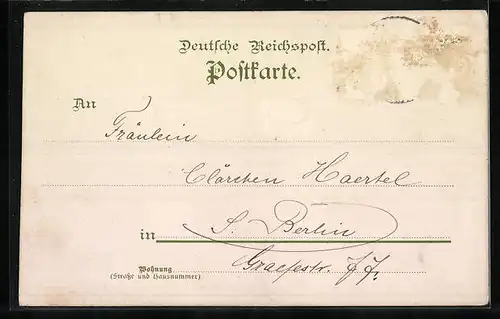 Deutsche Reichspost.
Postkarte.
An
Fräulein
Clärchen Haertel
in S. Berlin
Wohnung Graefestr. 77.
(Straße und Hausnummer)